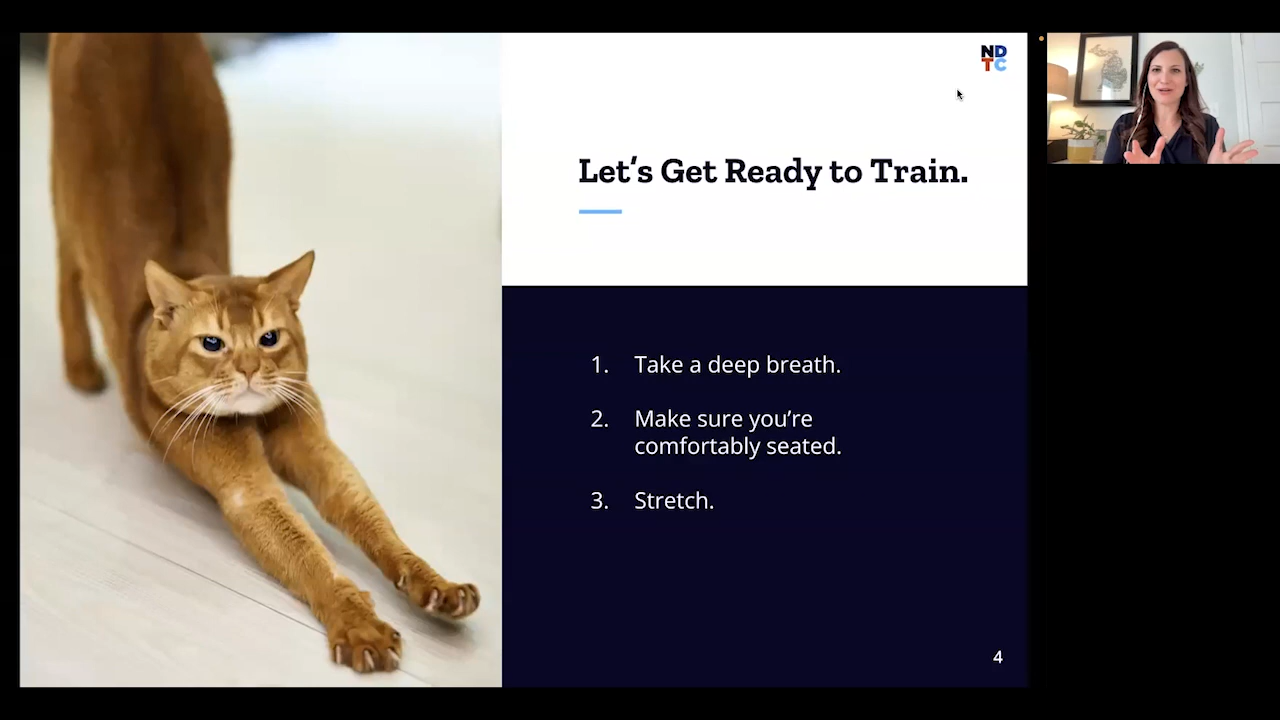 ND
TC
Let's Get Ready to Train.
1. Take a deep breath.
2. Make sure you're
comfortably seated.
3. Stretch.
4